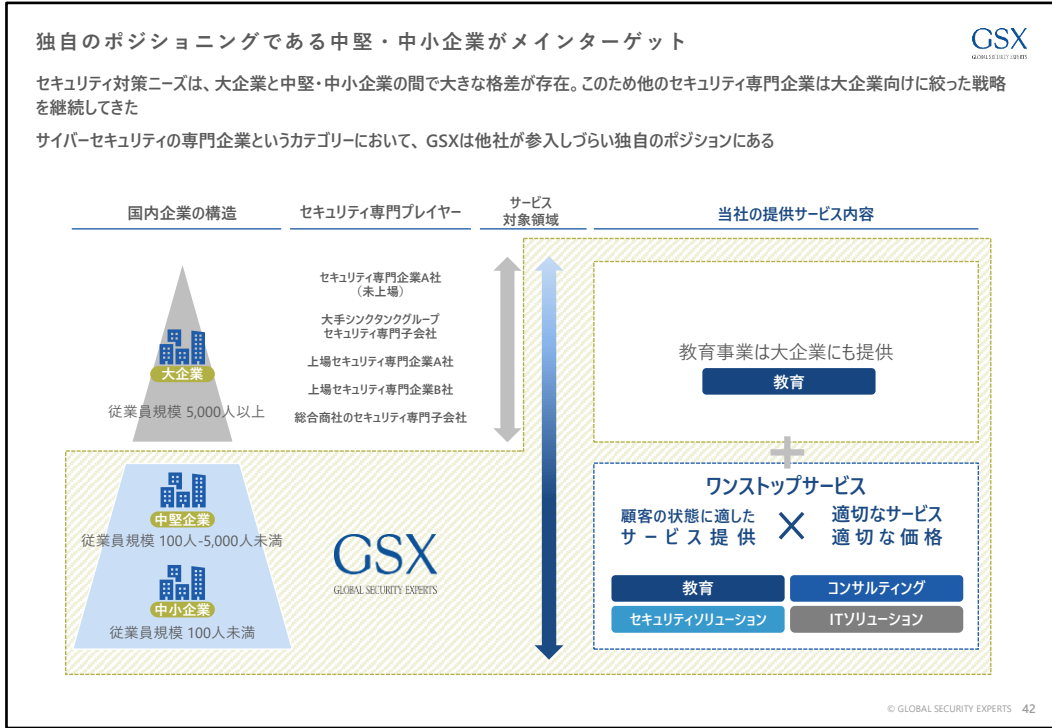 独自のポジショニングである中堅・中小企業がメインターゲット
GSX
GLOBAL SECURITY EXPERTS
セキュリティ対策ニーズは、大企業と中堅・中小企業の間で大きな格差が存在。このため他のセキュリティ専門企業は大企業向けに絞った戦略
を継続してきた
サイバーセキュリティの専門企業というカテゴリーにおいて、GSXは他社が参入しづらい独自のポジションにある
国内企業の構造
セキュリティ専門プレイヤー
サービス
対象領域
当社の提供サービス内容
大企業
従業員規模 5,000人以上
セキュリティ専門企業A社
（未上場）
大手シンクタンクグループ
セキュリティ専門子会社
上場セキュリティ専門企業A社
上場セキュリティ専門企業B社
総合商社のセキュリティ専門子会社
教育事業は大企業にも提供
教育
+
中堅企業
従業員規模 100人-5,000人未満
中小企業
従業員規模 100人未満
GSX
GLOBAL SECURITY EXPERTS
ワンストップサービス
顧客の状態に適した
サービス提供
×
適切なサービス
適切な価格
教育
コンサルティング
セキュリティソリューション
ITソリューション
© GLOBAL SECURITY EXPERTS 42